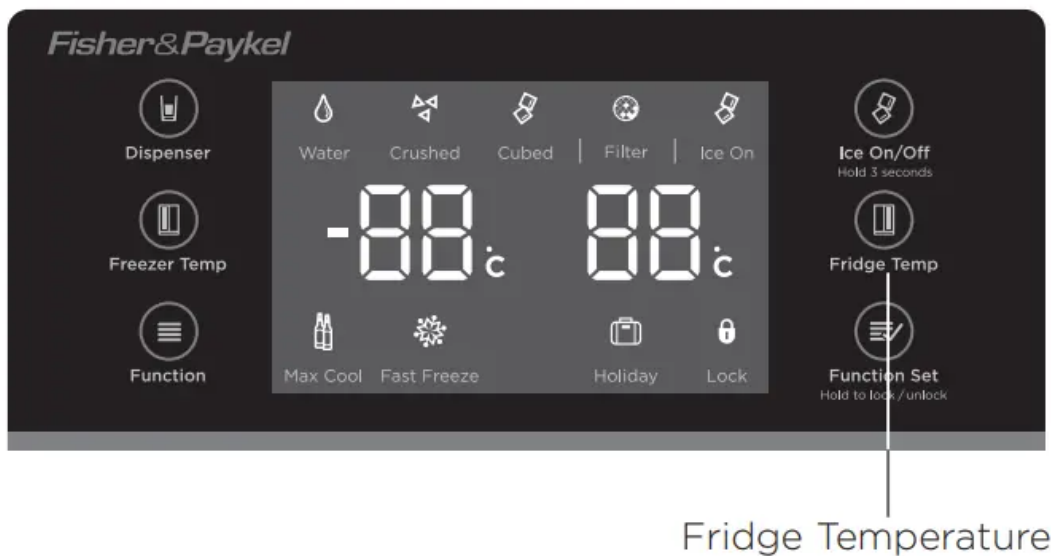 Fisher&Paykel
Dispenser
Water Crushed Cubed | Filter | Ice On
Ice On/Off
Hold 3 seconds
Freezer Temp
-88°C 88°C
Fridge Temp
Function
Max Cool Fast Freeze Holiday Lock
Function Set
Hold to lock / unlock
Fridge Temperature